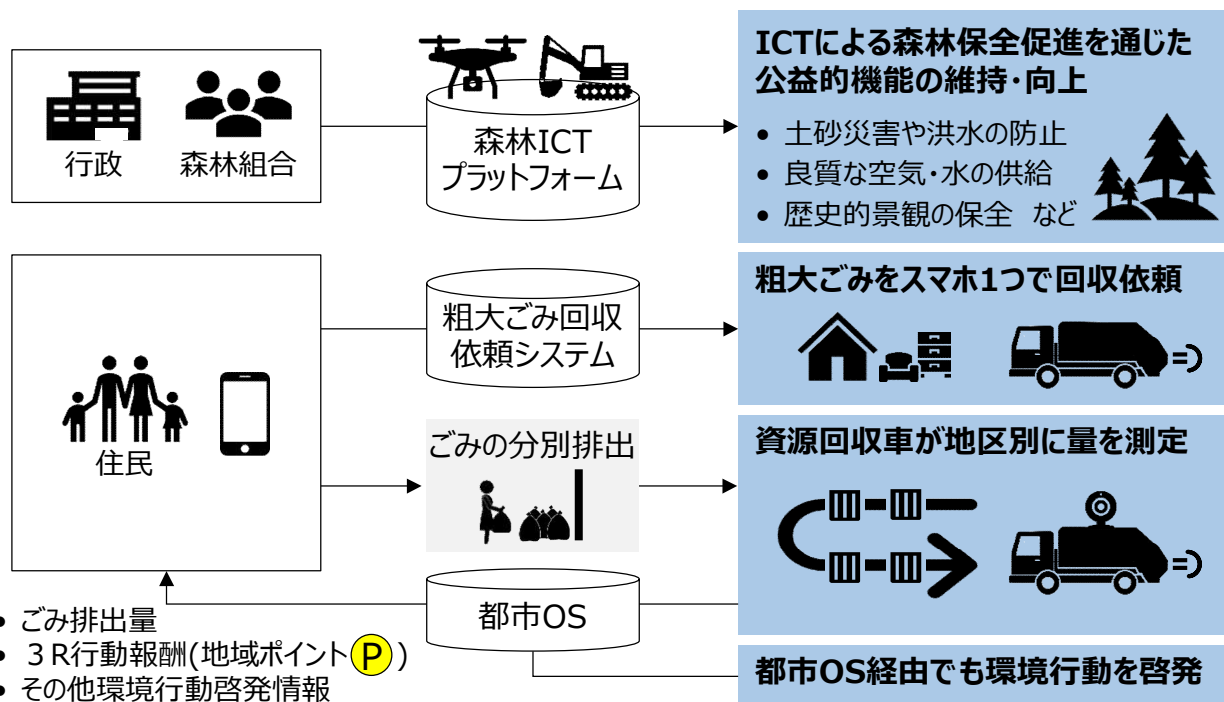 行政
森林組合
森林ICT
プラットフォーム
ICTによる森林保全促進を通じた
公益的機能の維持・向上
• 土砂災害や洪水の防止
• 良質な空気・水の供給
• 歴史的景観の保全 など
住民
粗大ごみ回収
依頼システム
粗大ごみをスマホ1つで回収依頼
ごみの分別排出
資源回収車が地区別に量を測定
都市OS
都市OS経由でも環境行動を啓発
• ごみ排出量
• ３R行動報酬(地域ポイントP)
• その他環境行動啓発情報